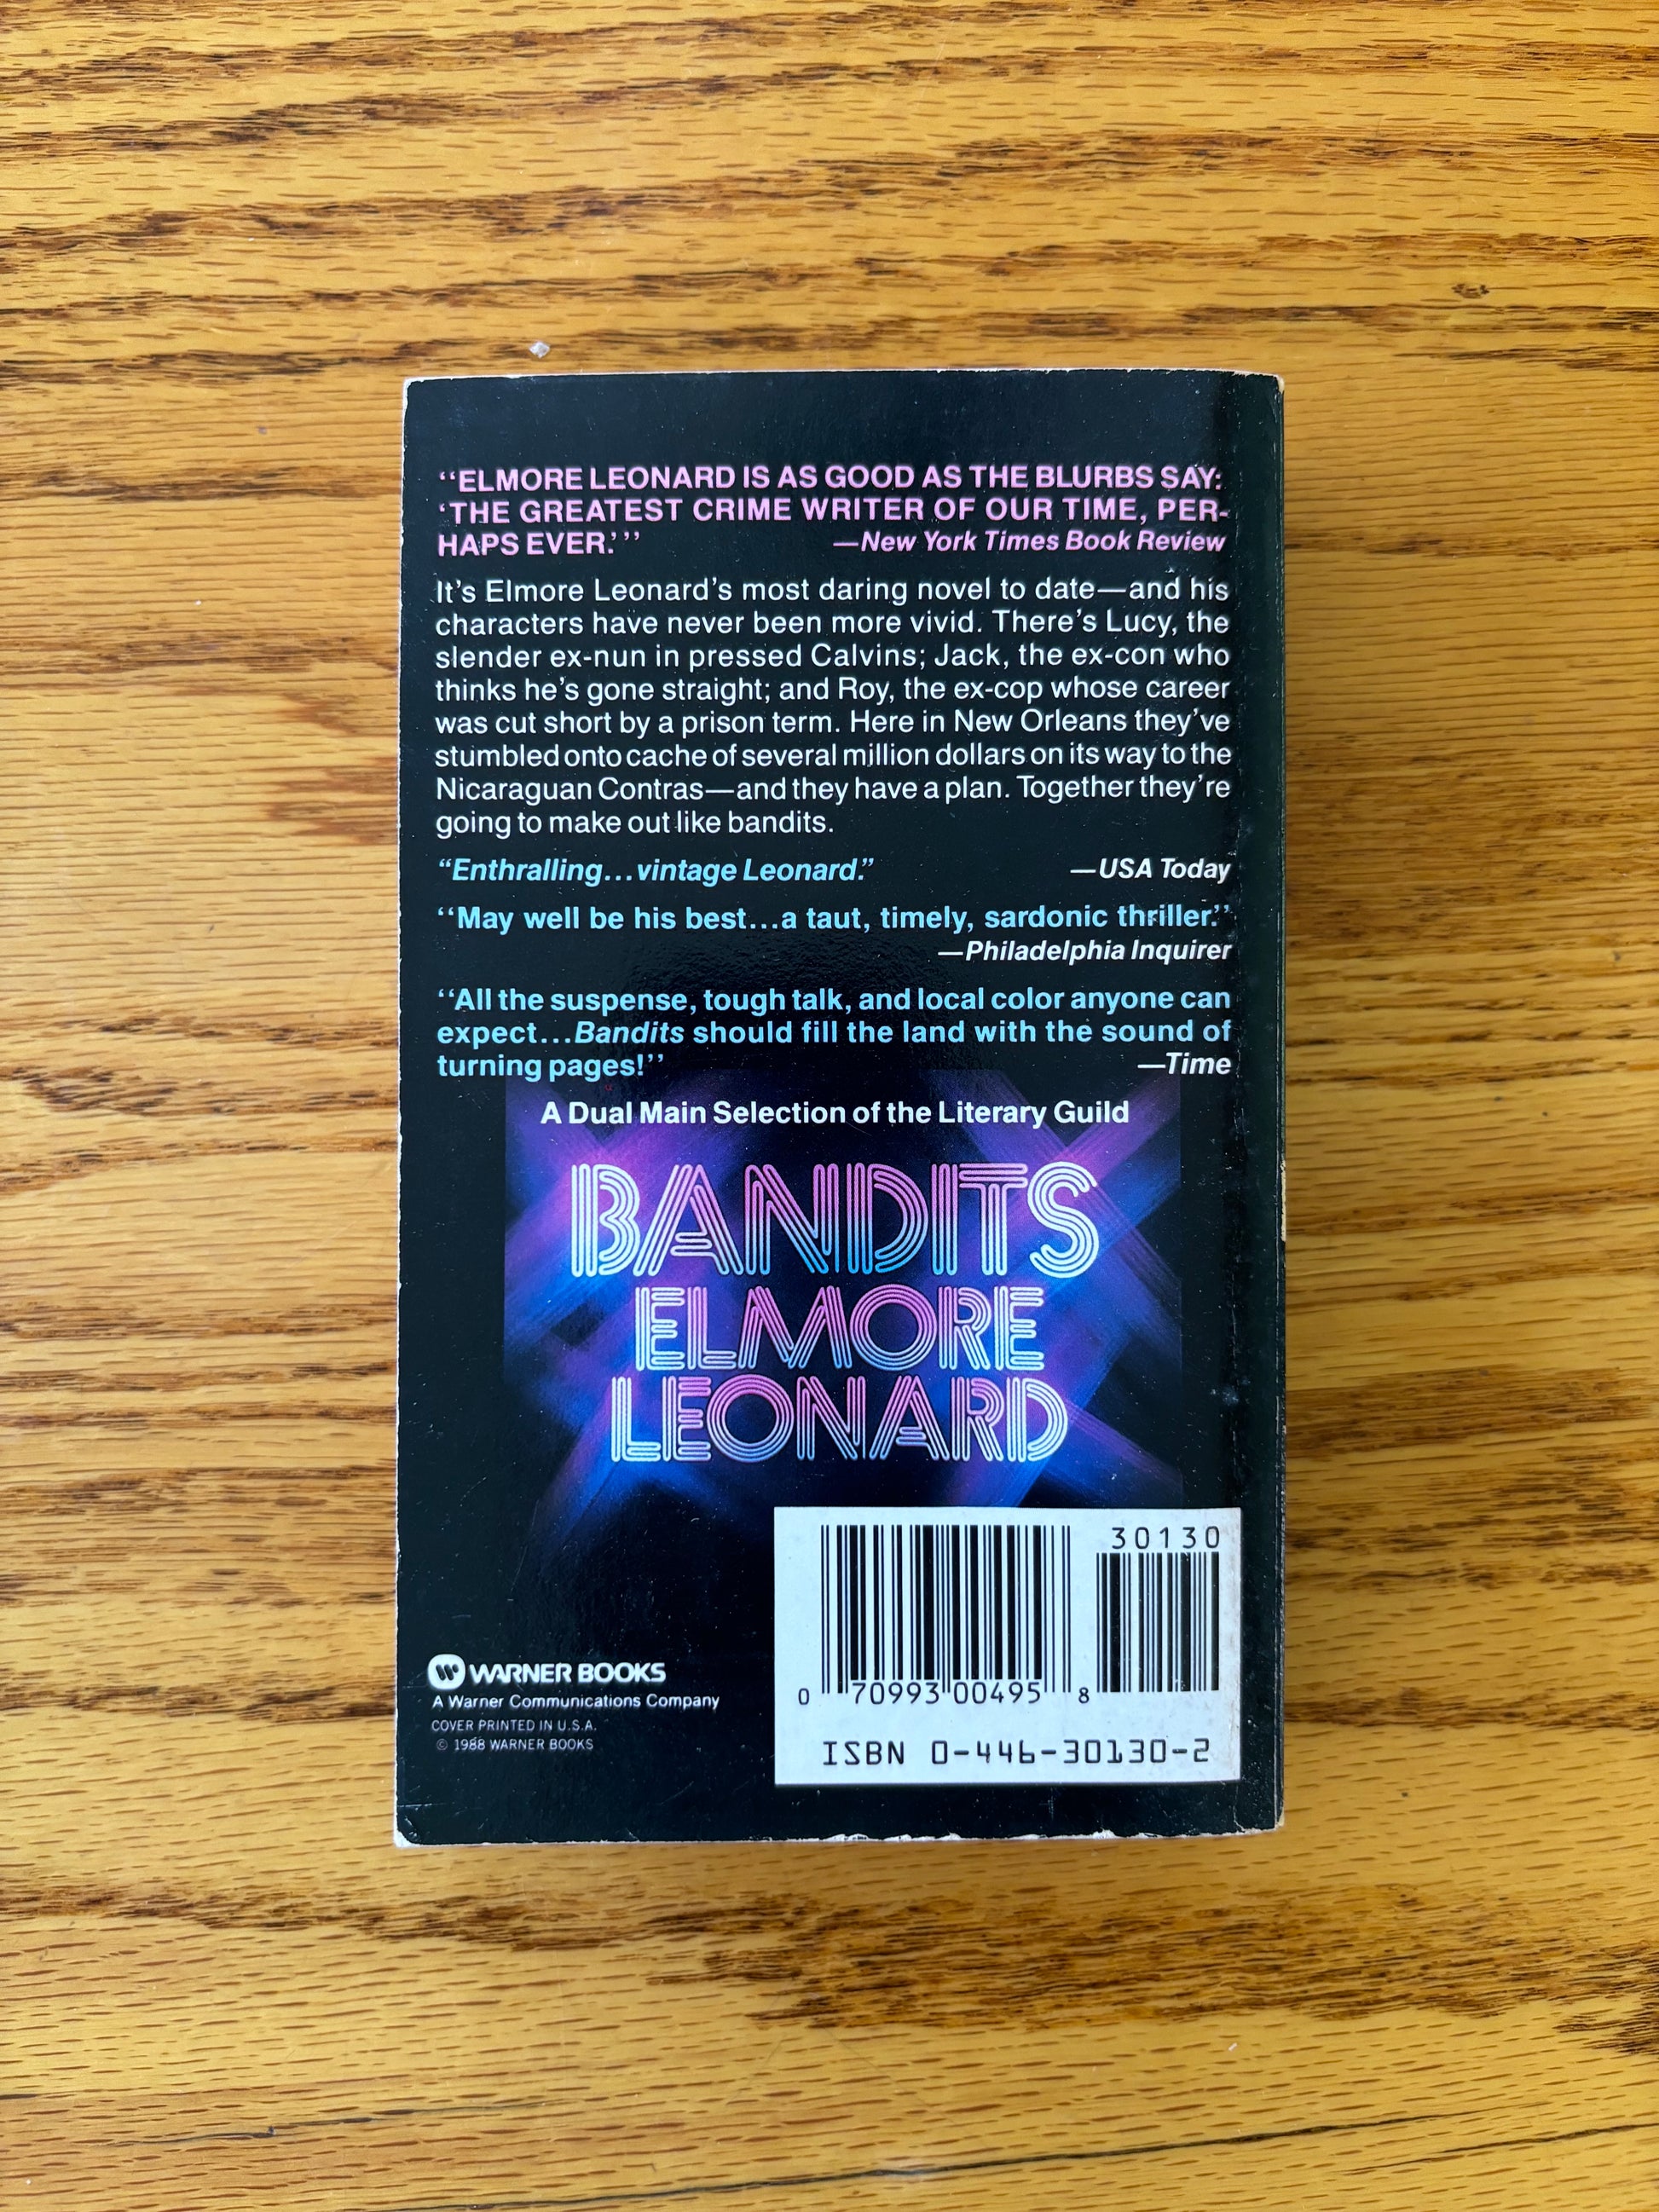 ‘‘ELMORE LEONARD IS AS GOOD AS THE BLURBS SAY:
‘THE GREATEST CRIME WRITER OF OUR TIME, PER-
HAPS EVER.’’’ —New York Times Book Review
It’s Elmore Leonard’s most daring novel to date—and his
characters have never been more vivid. There’s Lucy, the
slender ex-nun in pressed Calvins; Jack, the ex-con who
thinks he’s gone straight; and Roy, the ex-cop whose career
was cut short by a prison term. Here in New Orleans they’ve
stumbled onto cache of several million dollars on its way to the
Nicaraguan Contras—and they have a plan. Together they’re
going to make out like bandits.
“Enthralling...vintage Leonard.” —USA Today
‘‘May well be his best...a taut, timely, sardonic thriller.’’
—Philadelphia Inquirer
‘‘All the suspense, tough talk, and local color anyone can
expect...Bandits should fill the land with the sound of
turning pages!’’ —Time
A Dual Main Selection of the Literary Guild
BANDITS
ELMORE
LEONARD
30130
0 70993 00495 8
ISBN 0-446-30130-2
W WARNER BOOKS
A Warner Communications Company
COVER PRINTED IN U.S.A.
© 1988 WARNER BOOKS